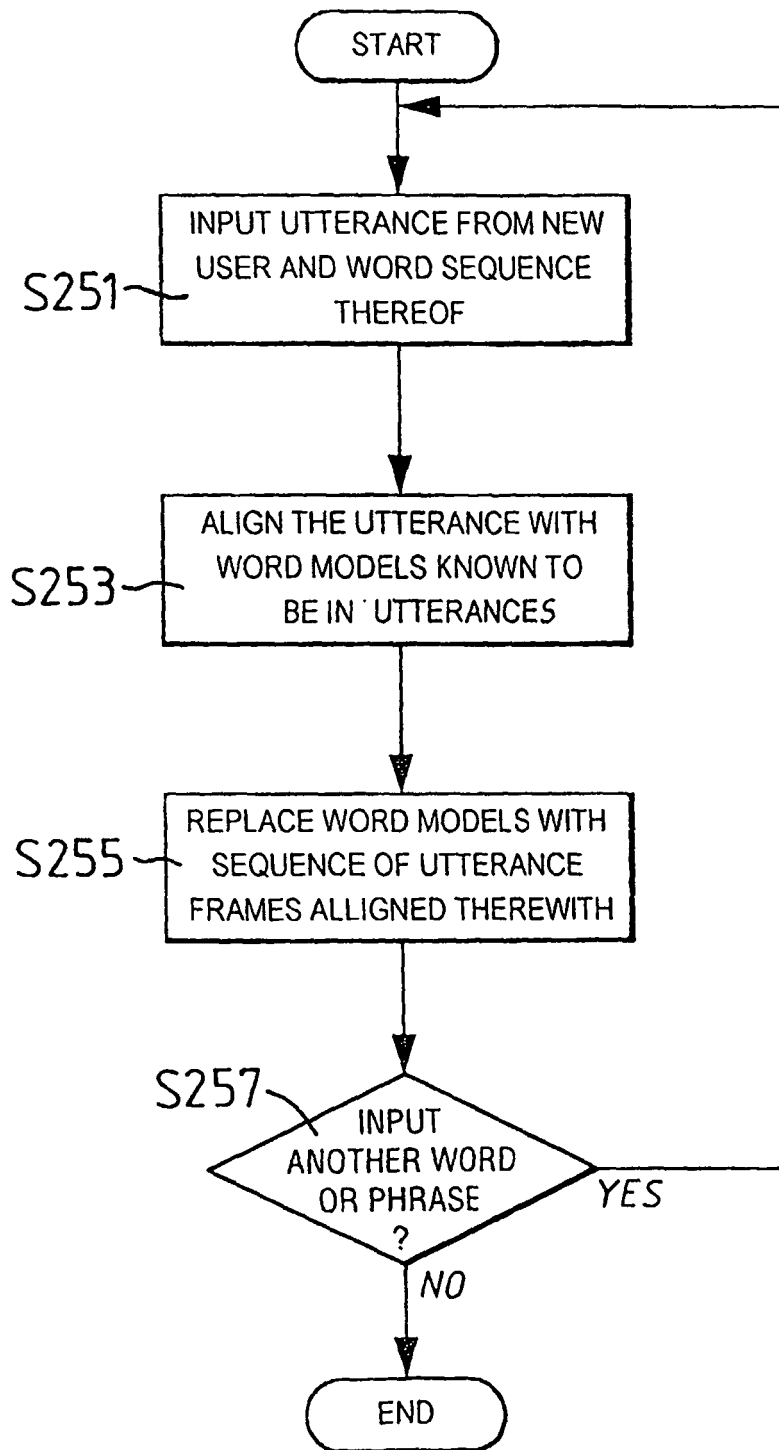 START
INPUT UTTERANCE FROM NEW
USER AND WORD SEQUENCE
THEREOF
S251
ALIGN THE UTTERANCE WITH
WORD MODELS KNOWN TO
BE IN UTTERANCES
S253
REPLACE WORD MODELS WITH
SEQUENCE OF UTTERANCE
FRAMES ALLIGNED THEREWITH
S255
S257
INPUT
ANOTHER WORD
OR PHRASE
?
YES
NO
END